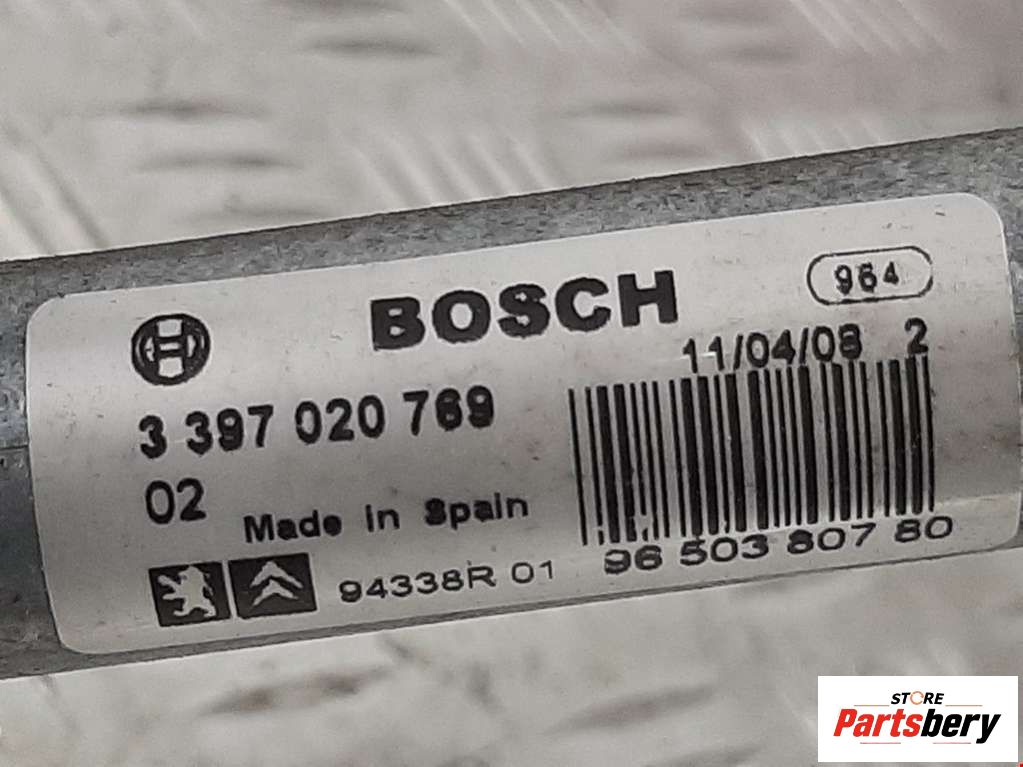 BOSCH
964
11/04/08 2
3 397 020 769
02
Made in Spain
94338R 01
96 503 807 80
STORE
Partsbery